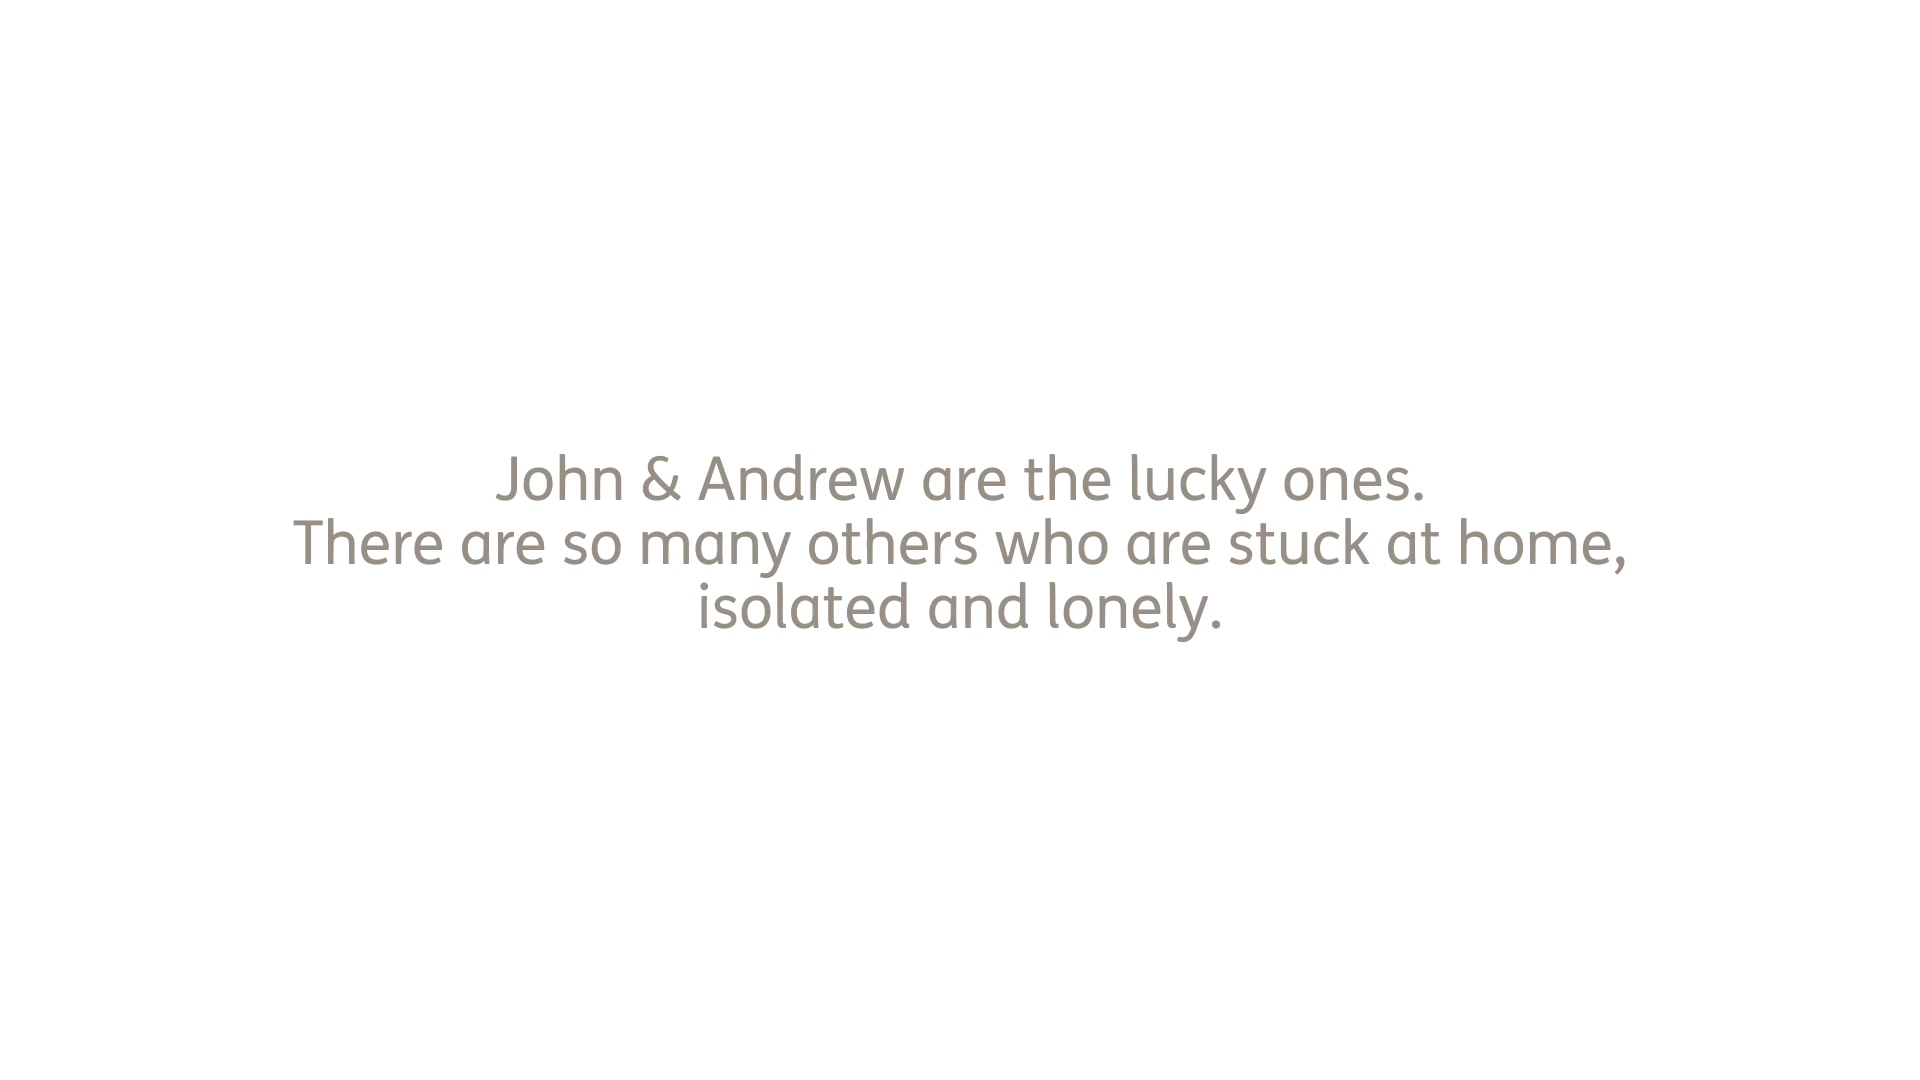 John & Andrew are the lucky ones.
There are so many others who are stuck at home,
isolated and lonely.